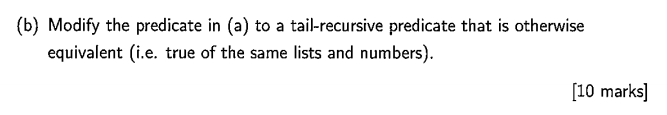 (b) Modify the predicate in (a) to a tail-recursive predicate that is otherwise
equivalent (i.e. true of the same lists and numbers).
[10 marks]